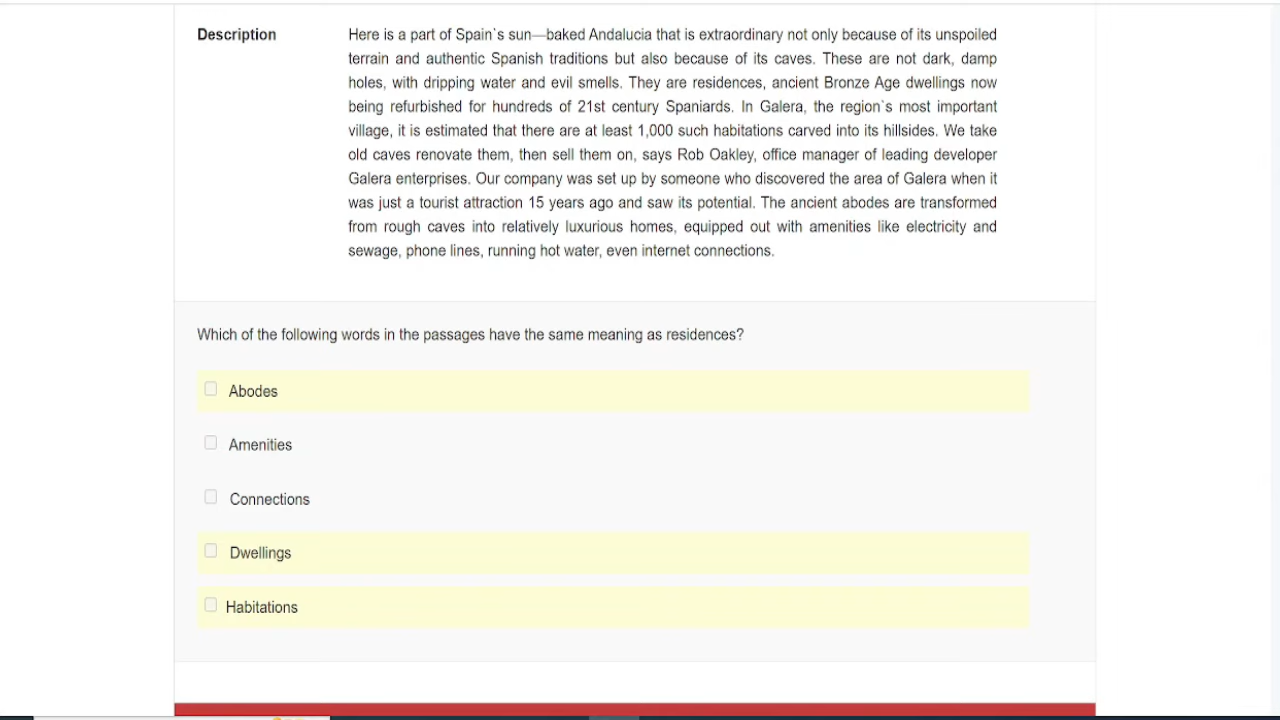 Description
Here is a part of Spain`s sun—baked Andalucia that is extraordinary not only because of its unspoiled
terrain and authentic Spanish traditions but also because of its caves. These are not dark, damp
holes, with dripping water and evil smells. They are residences, ancient Bronze Age dwellings now
being refurbished for hundreds of 21st century Spaniards. In Galera, the region`s most important
village, it is estimated that there are at least 1,000 such habitations carved into its hillsides. We take
old caves renovate them, then sell them on, says Rob Oakley, office manager of leading developer
Galera enterprises. Our company was set up by someone who discovered the area of Galera when it
was just a tourist attraction 15 years ago and saw its potential. The ancient abodes are transformed
from rough caves into relatively luxurious homes, equipped out with amenities like electricity and
sewage, phone lines, running hot water, even internet connections.
Which of the following words in the passages have the same meaning as residences?
Abodes
Amenities
Connections
Dwellings
Habitations